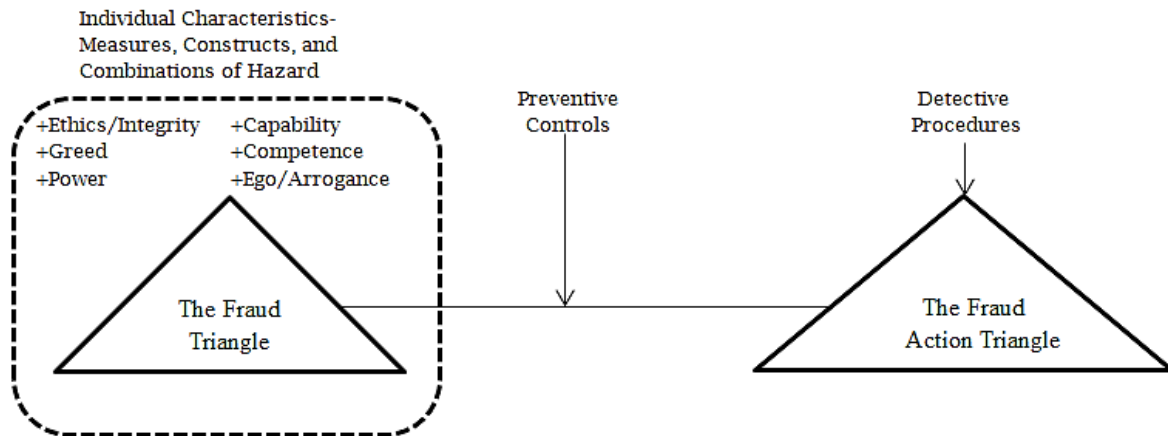 Individual Characteristics-
Measures, Constructs, and
Combinations of Hazard
+Ethics/Integrity
+Greed
+Power
+Capability
+Competence
+Ego/Arrogance
The Fraud
Triangle
Preventive
Controls
Detective
Procedures
The Fraud
Action Triangle